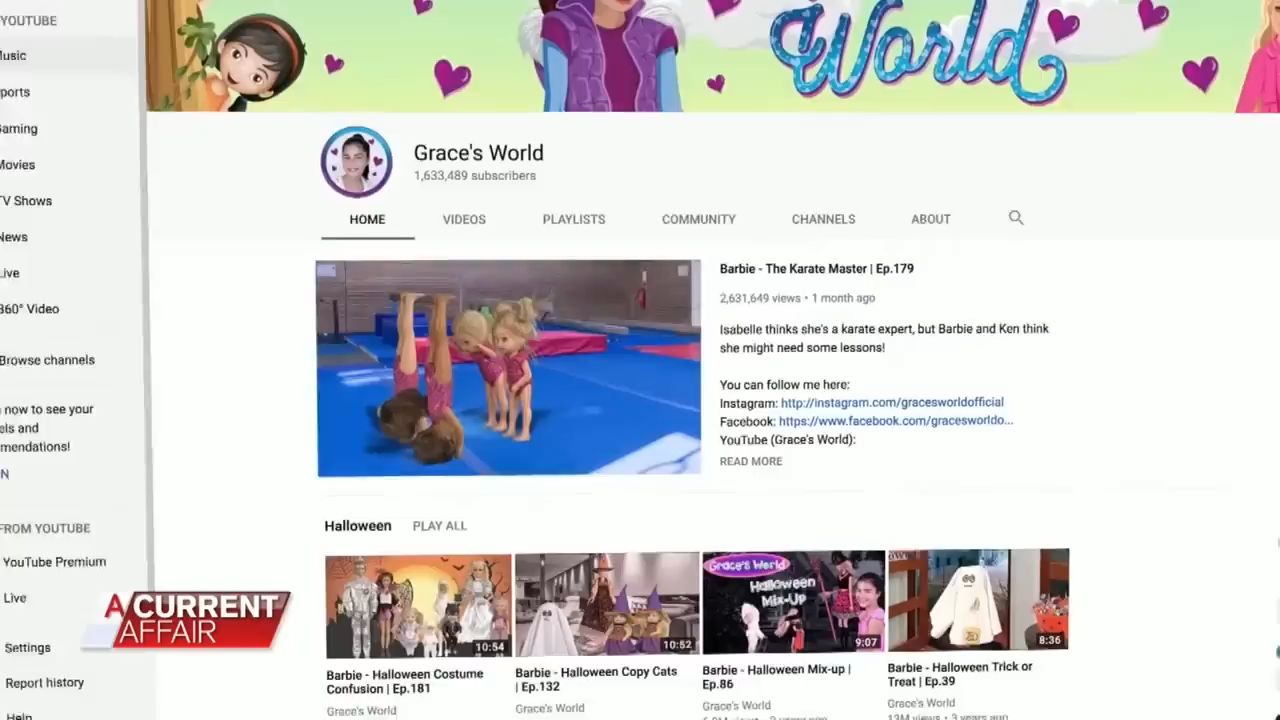 YOUTUBE
Music
ports
Gaming
Movies
TV Shows
News
Live
360° Video
Browse channels
now to see your
els and
mendations!
N
FROM YOUTUBE
YouTube Premium
Live
Settings
Report history
Help
A CURRENT
AFFAIR
World
Grace's World
1,633,489 subscribers
HOME
VIDEOS
PLAYLISTS
COMMUNITY
CHANNELS
ABOUT
Barbie - The Karate Master | Ep.179
2,631,649 views • 1 month ago
Isabelle thinks she's a karate expert, but Barbie and Ken think
she might need some lessons!
You can follow me here:
Instagram: http://instagram.com/gracesworldofficial
Facebook: https://www.facebook.com/gracesworldo...
YouTube (Grace's World):
READ MORE
Halloween PLAY ALL
10:54
Barbie - Halloween Costume
Confusion | Ep.181
Grace's World
10:52
Barbie - Halloween Copy Cats
| Ep.132
Grace's World
Grace's World
Halloween
Mix-Up
9:07
Barbie - Halloween Mix-up |
Ep.86
Grace's World
8:36
Barbie - Halloween Trick or
Treat | Ep.39
Grace's World
13M views • 3 years ago